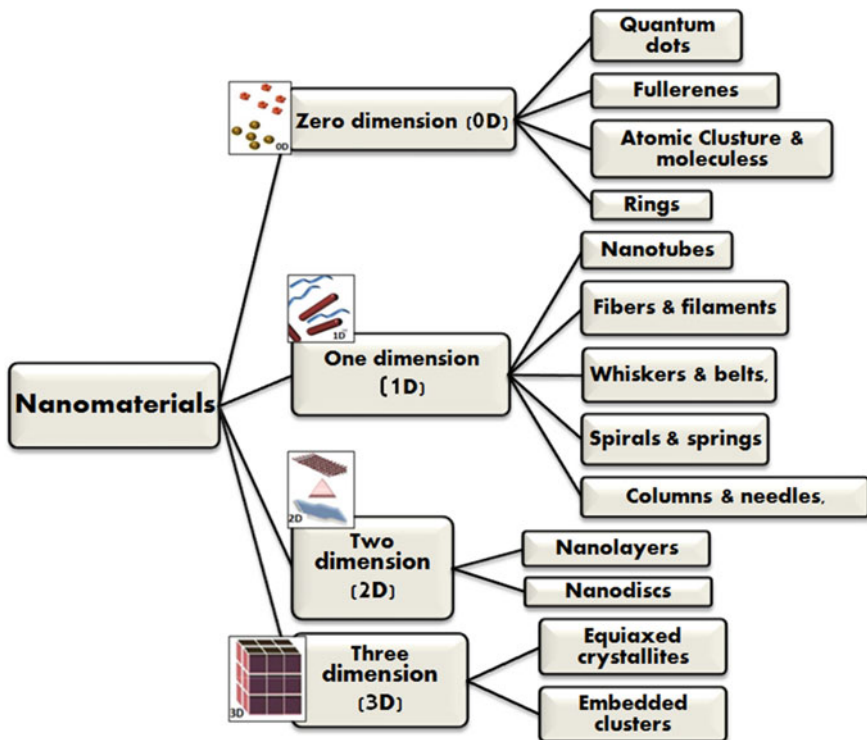 Quantum
dots
0D
Zero dimension (0D)
Fullerenes
Atomic Clusture &
moleculess
Rings
Nanotubes
1D
Fibers & filaments
One dimension
(1D)
Whiskers & belts,
Nanomaterials
Spirals & springs
2D
Columns & needles,
Two
dimension
(2D)
Nanolayers
Nanodiscs
3D
Three
dimension
(3D)
Equiaxed
crystallites
Embedded
clusters